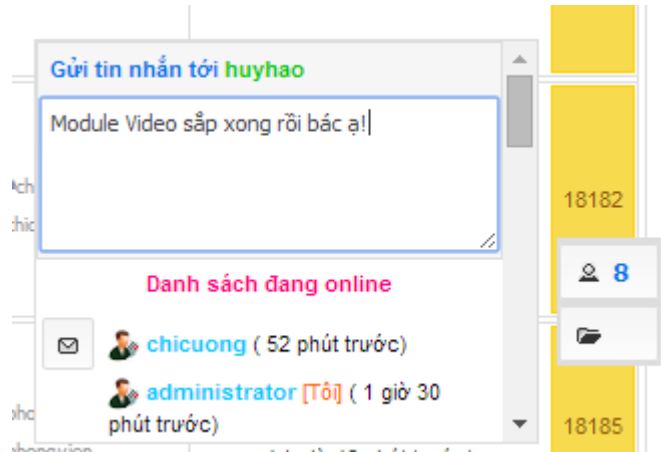 Gửi tin nhắn tới huyhao
Module Video sắp xong rồi bác ạ!
18182
8
Danh sách đang online
chicuong ( 52 phút trước)
administrator [Tôi] ( 1 giờ 30
phút trước)
18185